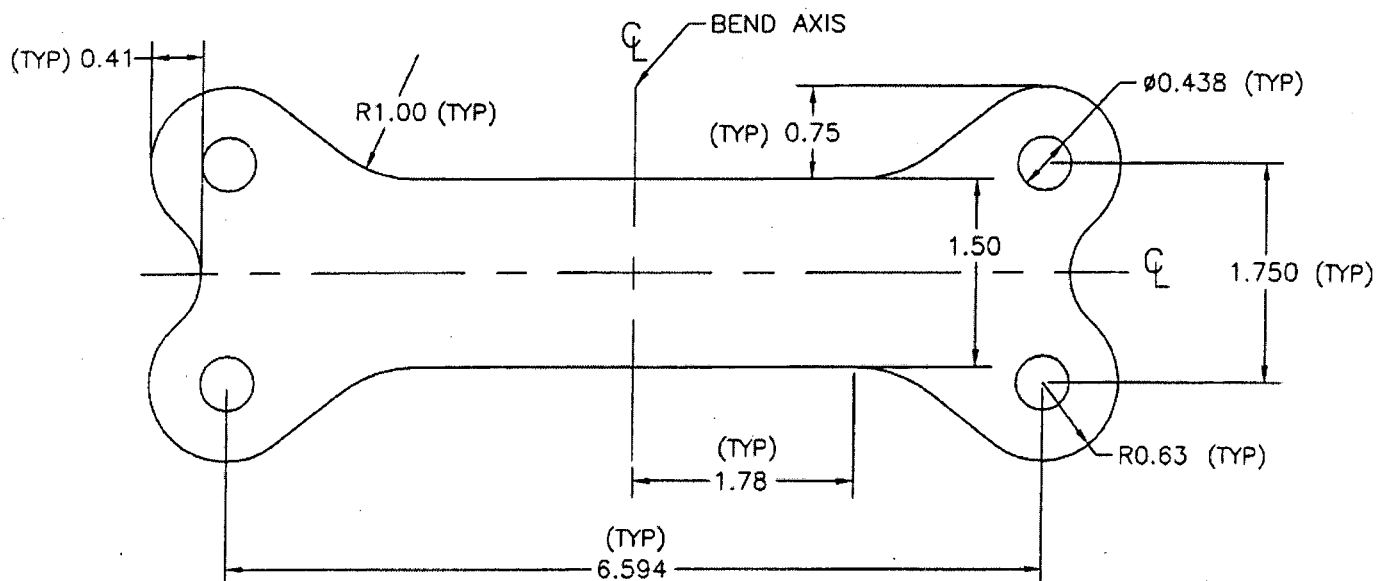 ℄ BEND AXIS
(TYP) 0.41
R1.00 (TYP)
(TYP) 0.75
ø0.438 (TYP)
1.50
℄
1.750 (TYP)
(TYP)
1.78
R0.63 (TYP)
(TYP)
6.594